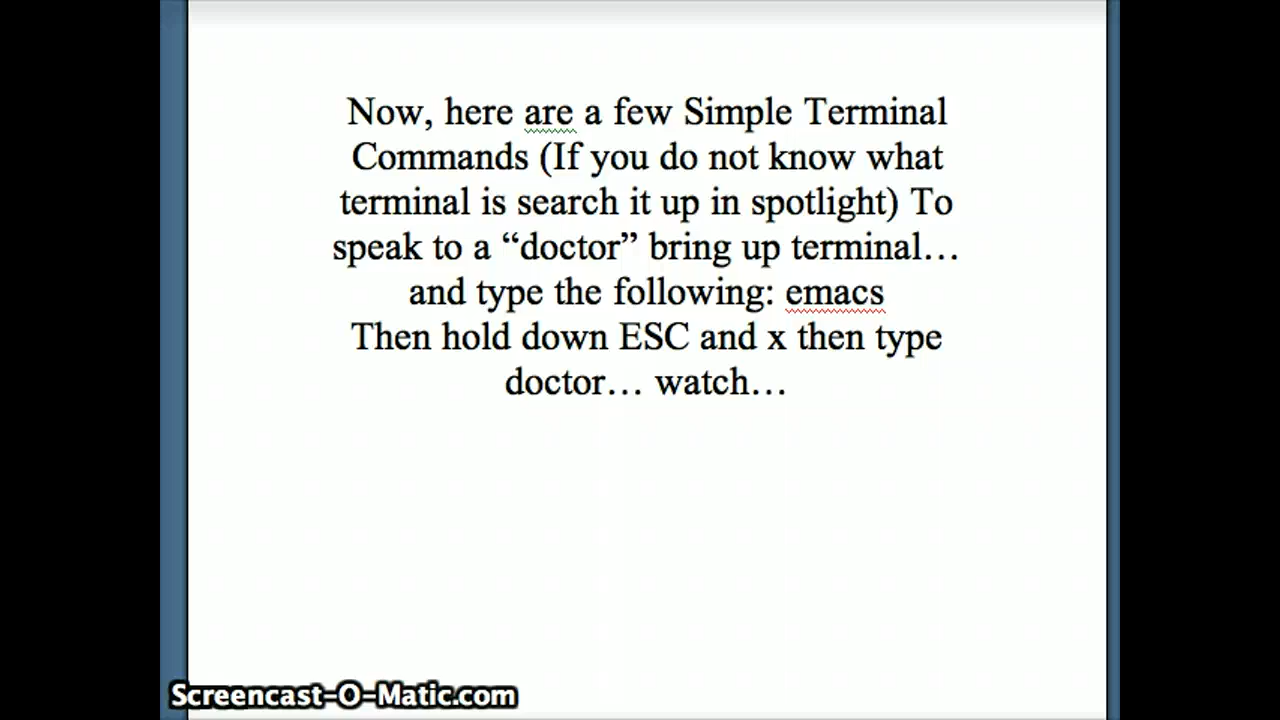 Now, here are a few Simple Terminal
Commands (If you do not know what
terminal is search it up in spotlight) To
speak to a “doctor” bring up terminal…
and type the following: emacs
Then hold down ESC and x then type
doctor… watch…
Screencast-O-Matic.com